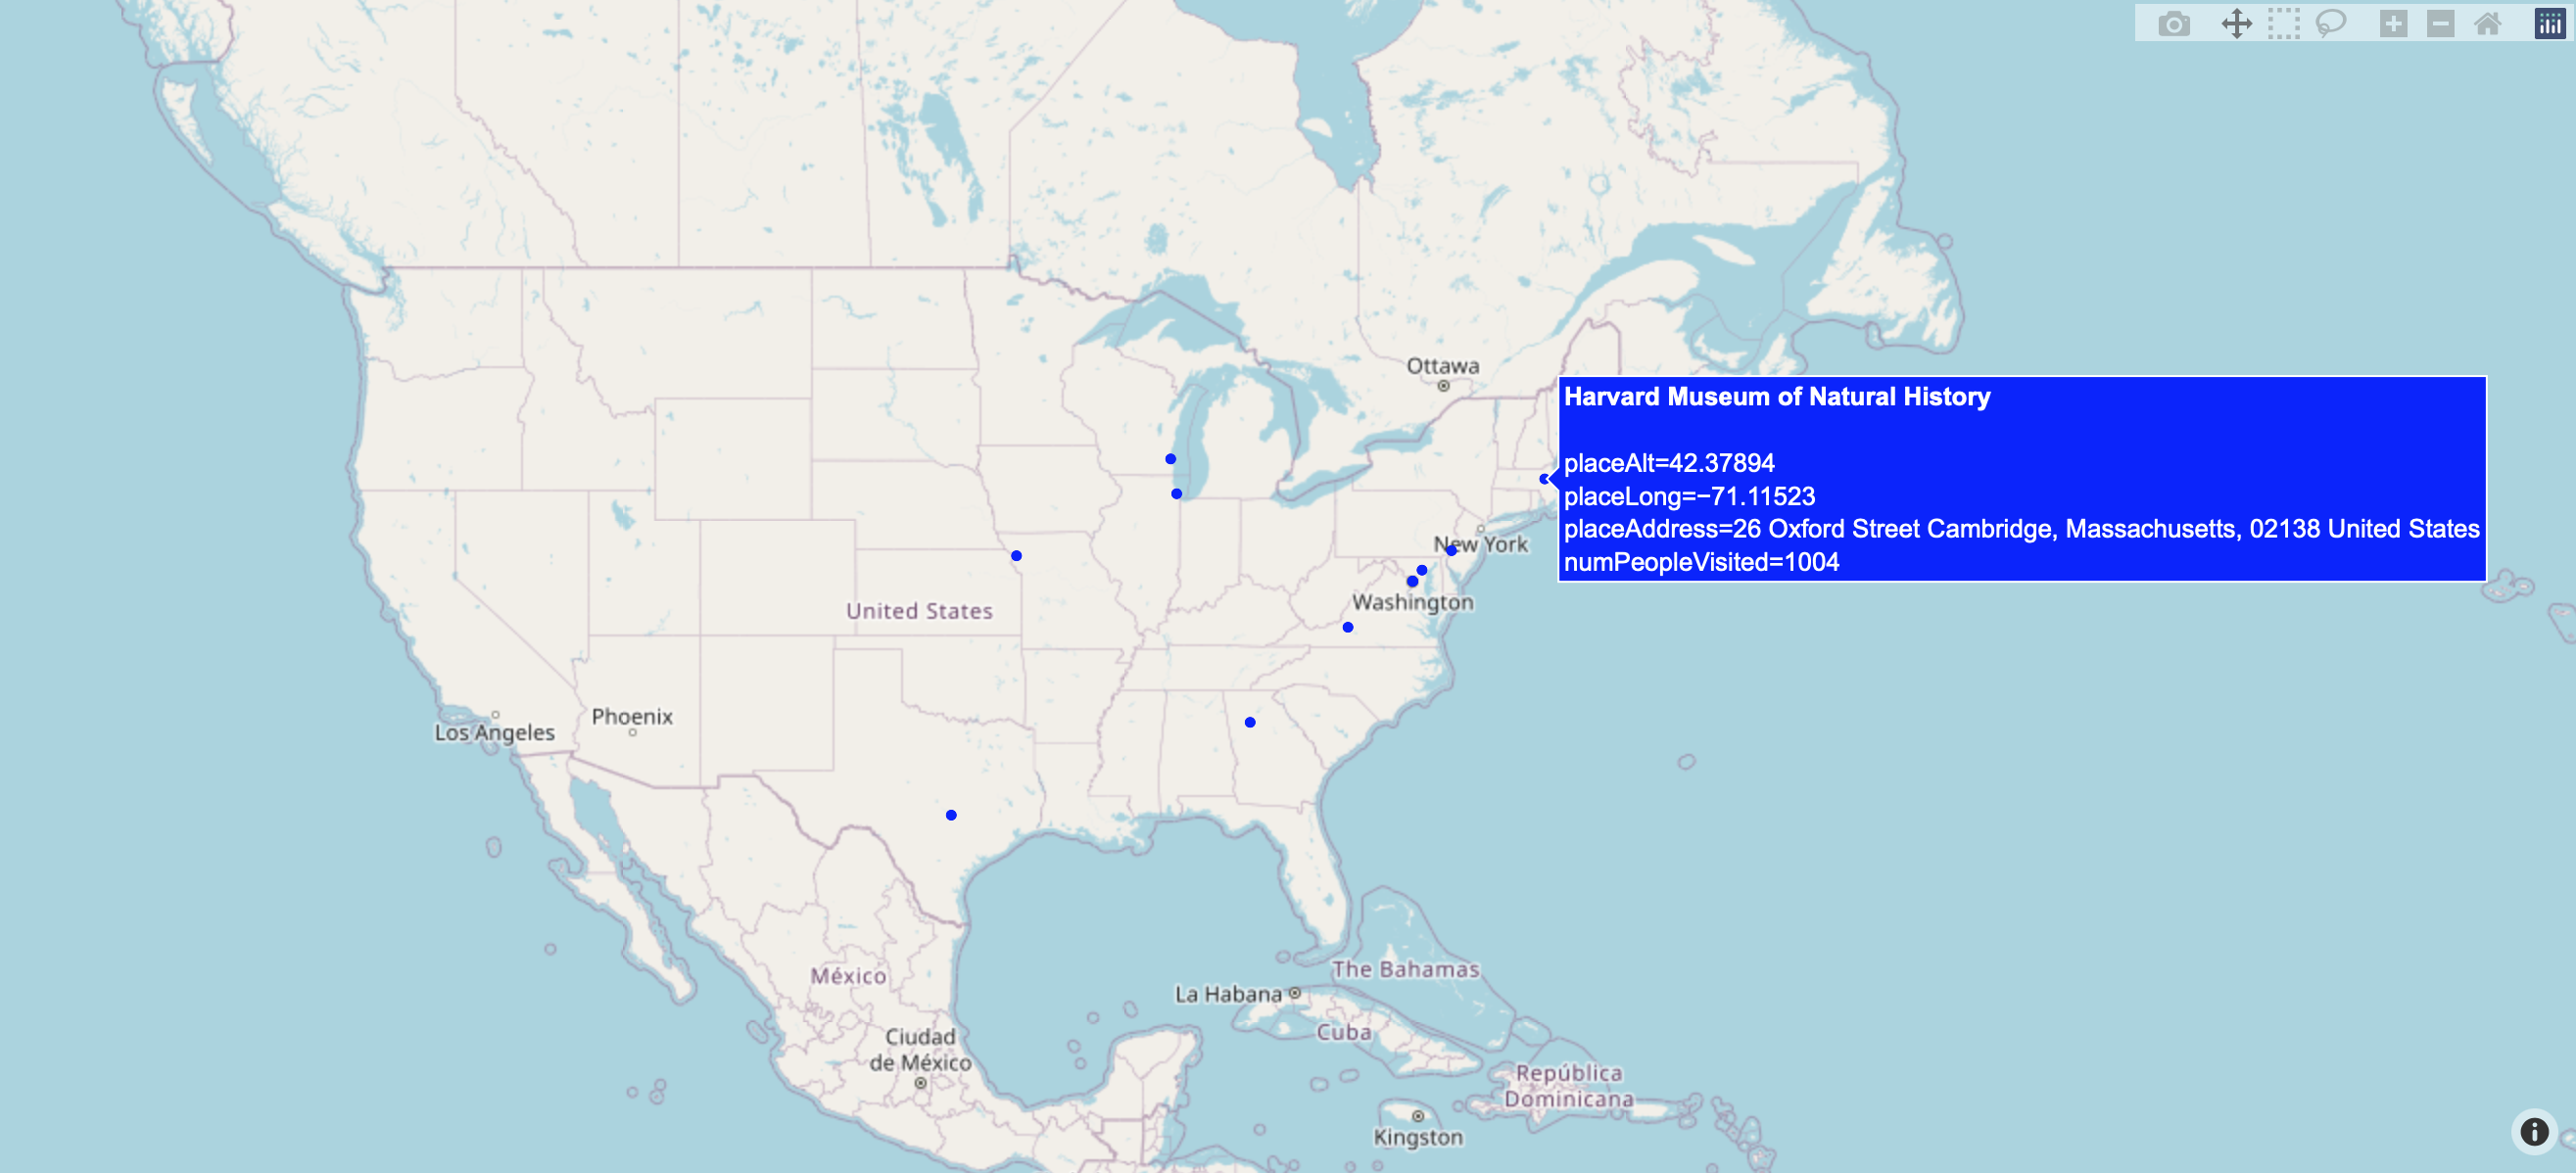 Ottawa
Harvard Museum of Natural History
placeAlt=42.37894
placeLong=−71.11523
placeAddress=26 Oxford Street Cambridge, Massachusetts, 02138 United States
numPeopleVisited=1004
New York
Washington
United States
Phoenix
Los Angeles
The Bahamas
México
La Habana
Cuba
Ciudad
de México
República
Dominicana
Kingston